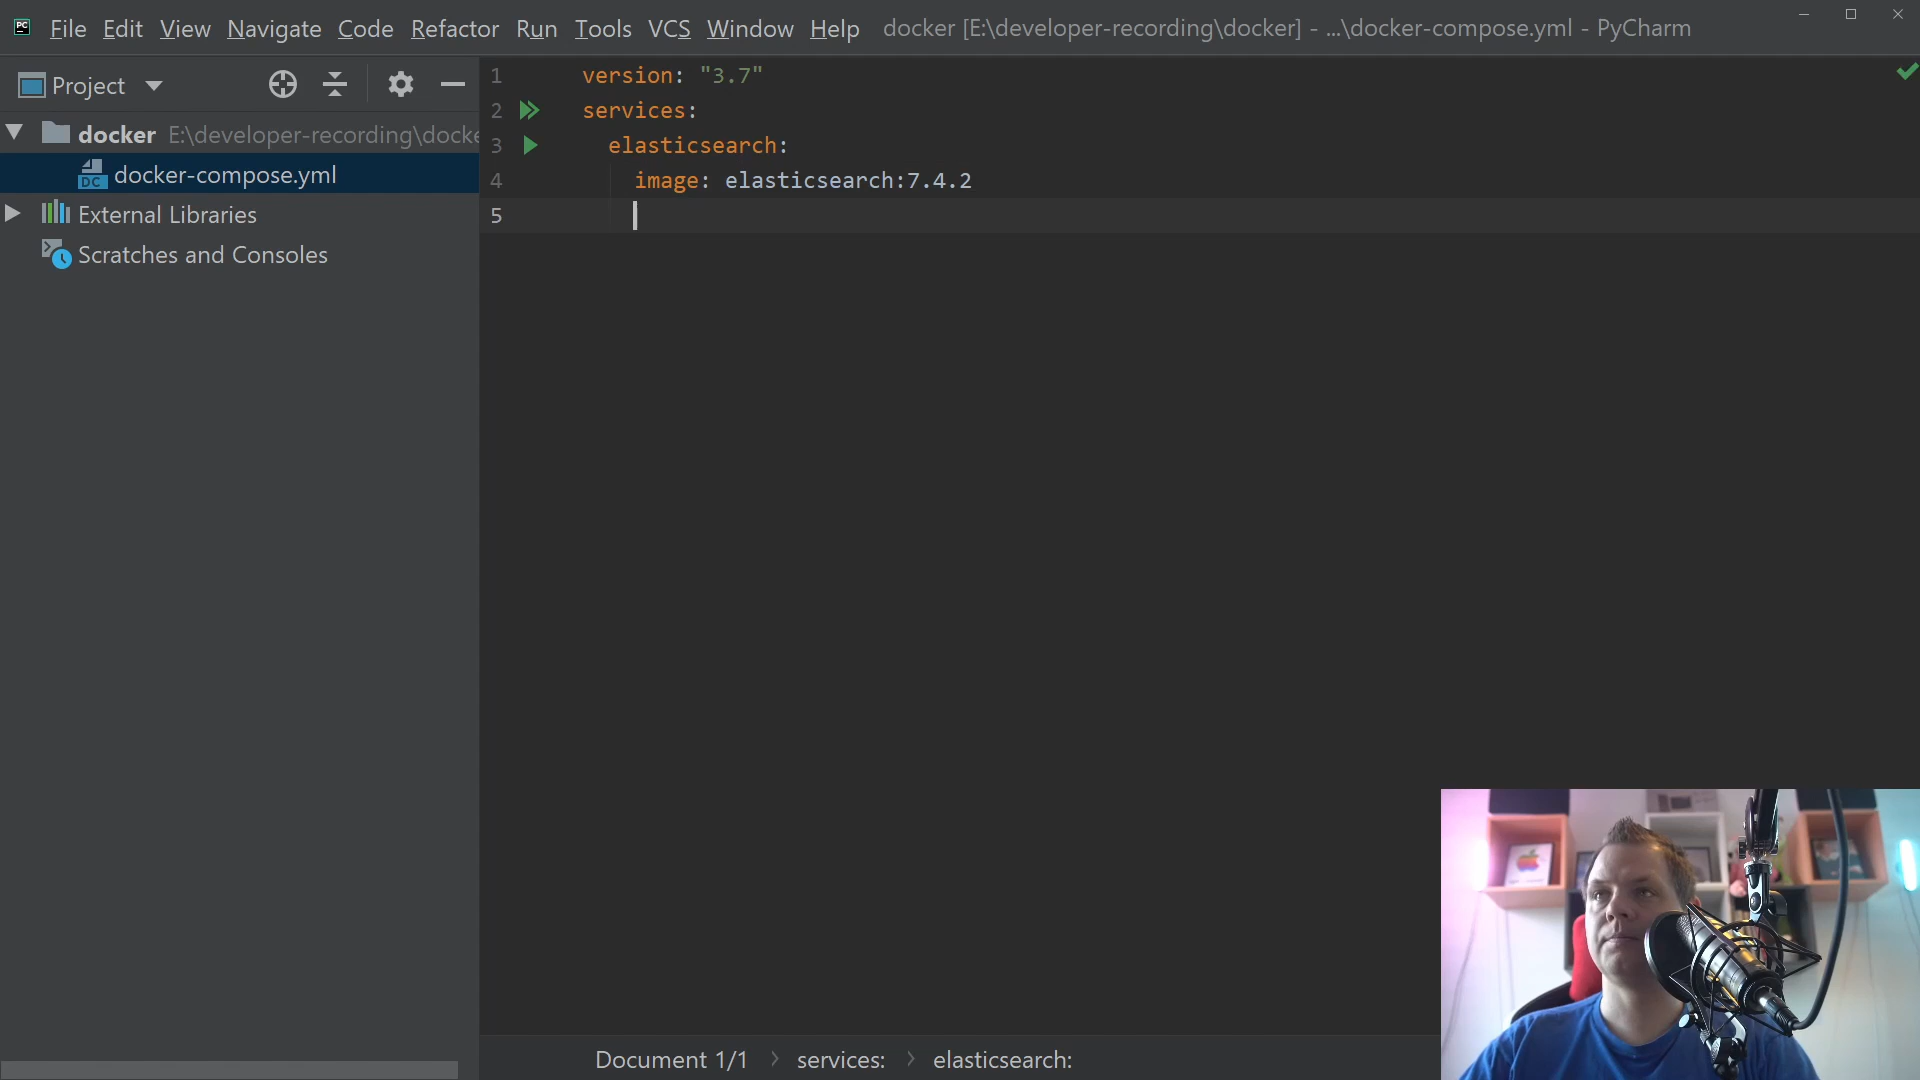 File Edit View Navigate Code Refactor Run Tools VCS Window Help docker [E:\developer-recording\docker] - ...\docker-compose.yml - PyCharm
Project
docker E:\developer-recording\docke
docker-compose.yml
External Libraries
Scratches and Consoles
1 version: "3.7"
2 services:
3 elasticsearch:
4 image: elasticsearch:7.4.2
5
Document 1/1 > services: > elasticsearch:
PC
DC